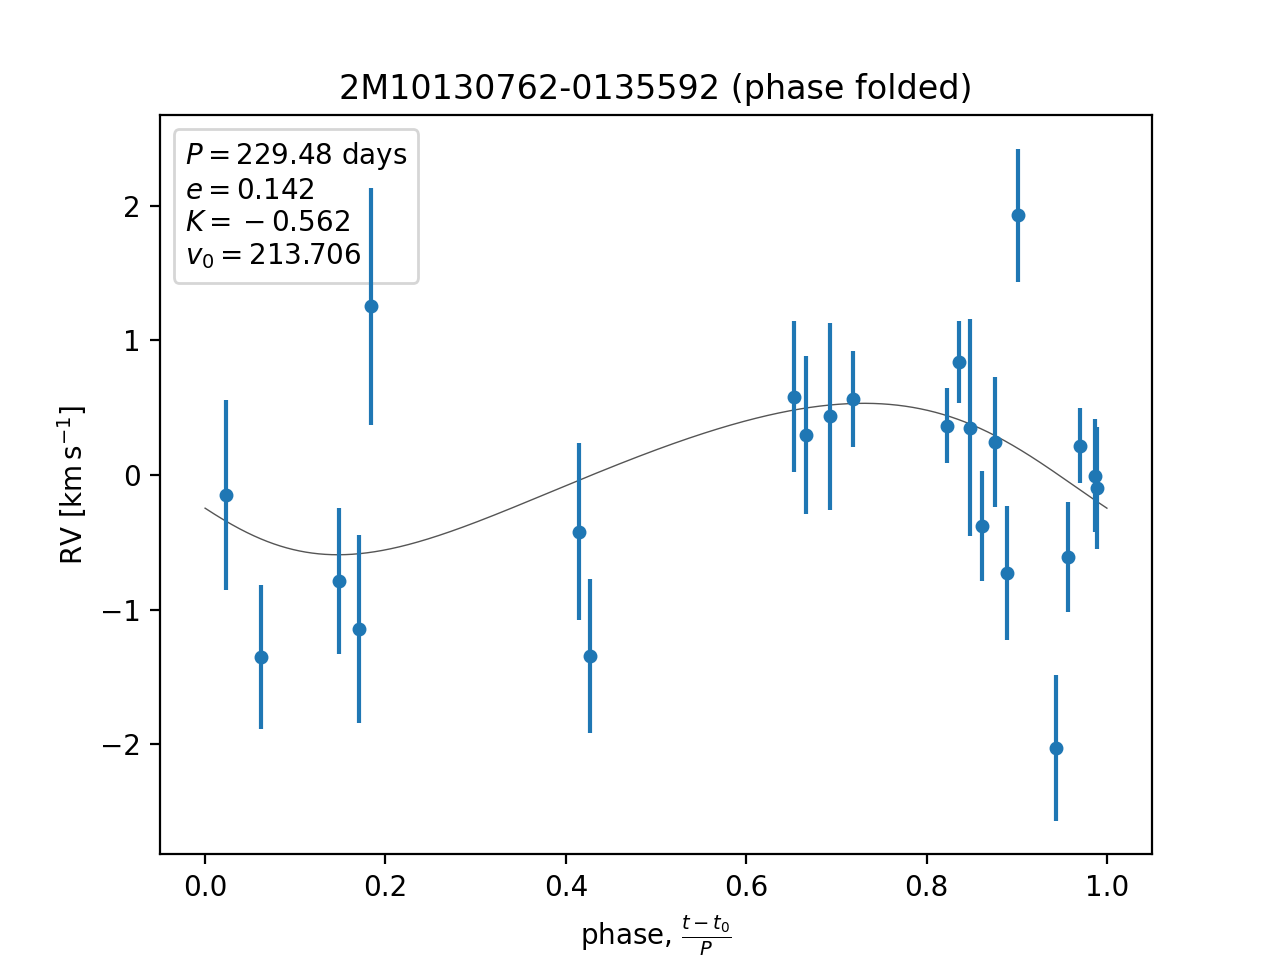 2M10130762-0135592 (phase folded)
P = 229.48 days
e = 0.142
K = −0.562
v₀ = 213.706
2
1
0
−1
−2
RV [km s⁻¹]
0.0 0.2 0.4 0.6 0.8 1.0
phase, (t − t₀)/P